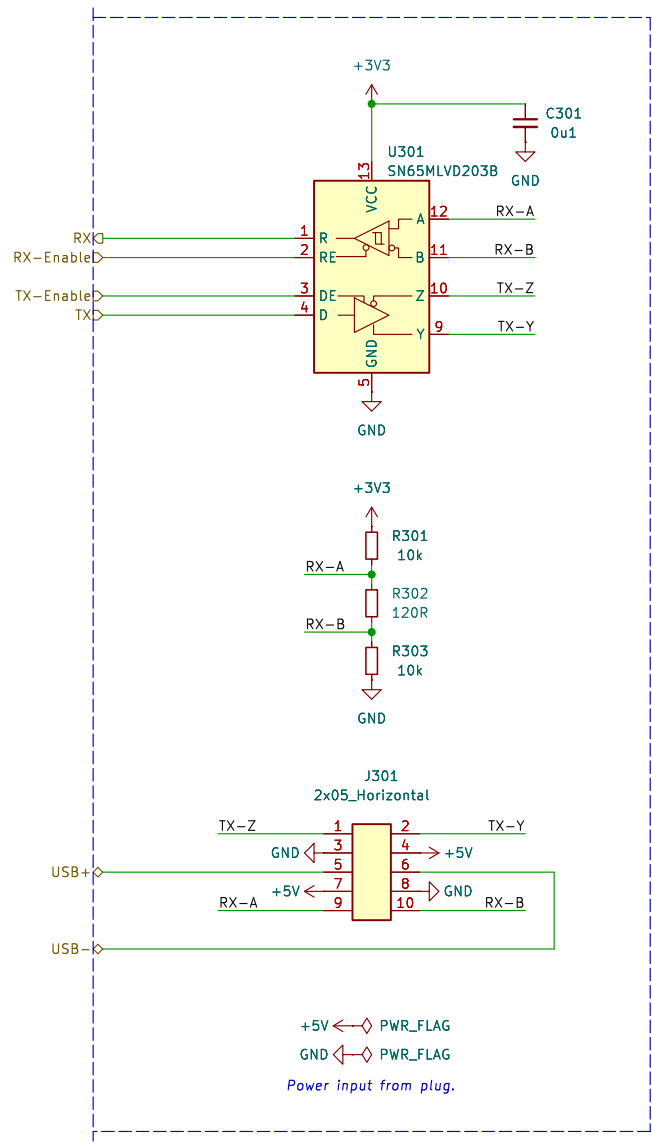 +3V3
C301
0u1
GND
U301
SN65MLVD203B
13
VCC
RX 1 R A 12 RX-A
RX-Enable 2 RE B 11 RX-B
TX-Enable 3 DE Z 10 TX-Z
TX 4 D Y 9 TX-Y
GND
5
GND
+3V3
R301
10k
RX-A
R302
120R
RX-B
R303
10k
GND
J301
2x05_Horizontal
TX-Z 1 2 TX-Y
GND 3 4 +5V
USB+ 5 6
+5V 7 8 GND
RX-A 9 10 RX-B
USB-
+5V PWR_FLAG
GND PWR_FLAG
Power input from plug.